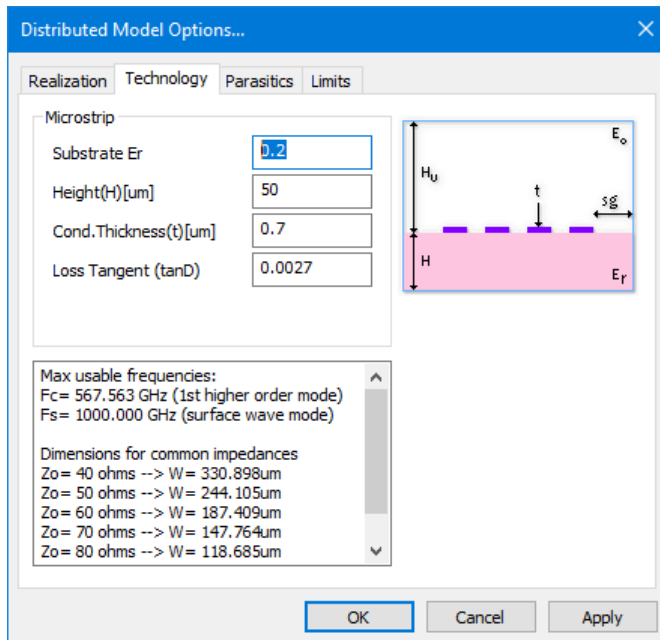 Distributed Model Options...
Realization Technology Parasitics Limits
Microstrip
Substrate Er 0.2
Height(H)[um] 50
Cond.Thickness(t)[um] 0.7
Loss Tangent (tanD) 0.0027
Eo
Hu
t
sg
H
Er
Max usable frequencies:
Fc= 567.563 GHz (1st higher order mode)
Fs= 1000.000 GHz (surface wave mode)
Dimensions for common impedances
Zo= 40 ohms --> W= 330.898um
Zo= 50 ohms --> W= 244.105um
Zo= 60 ohms --> W= 187.409um
Zo= 70 ohms --> W= 147.764um
Zo= 80 ohms --> W= 118.685um
OK Cancel Apply